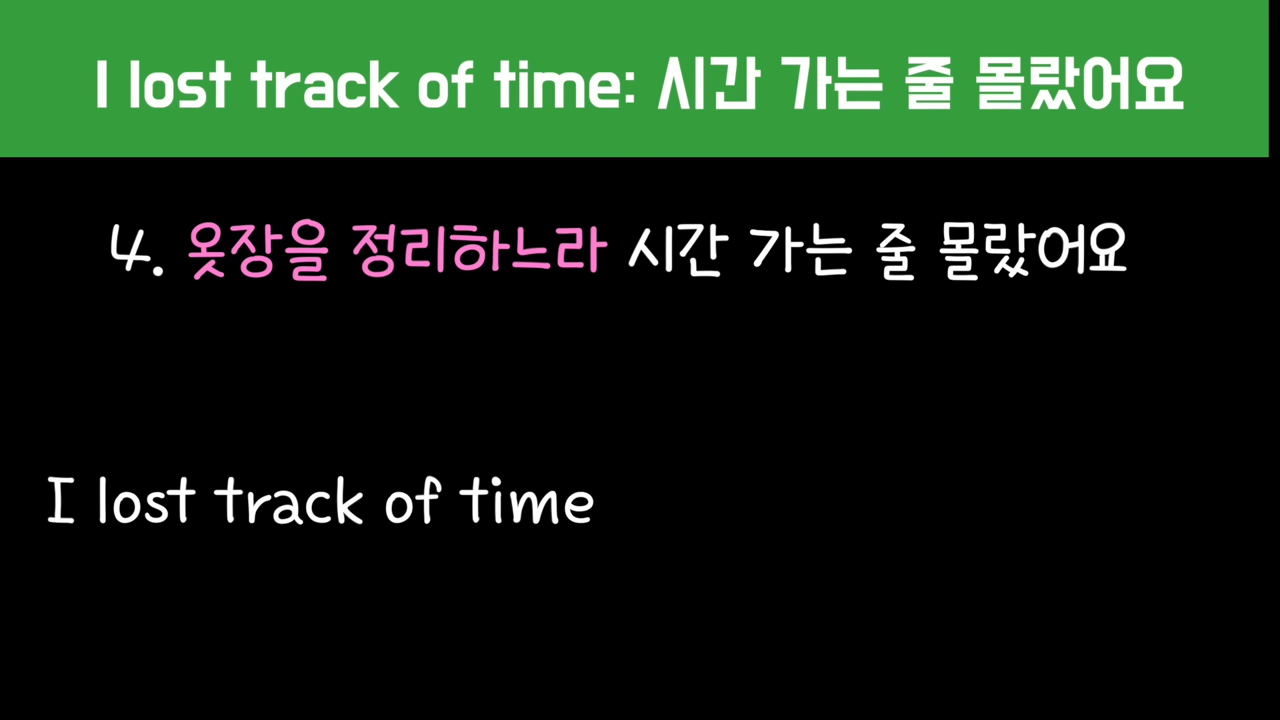 I lost track of time: 시간 가는 줄 몰랐어요
4. 옷장을 정리하느라 시간 가는 줄 몰랐어요
I lost track of time